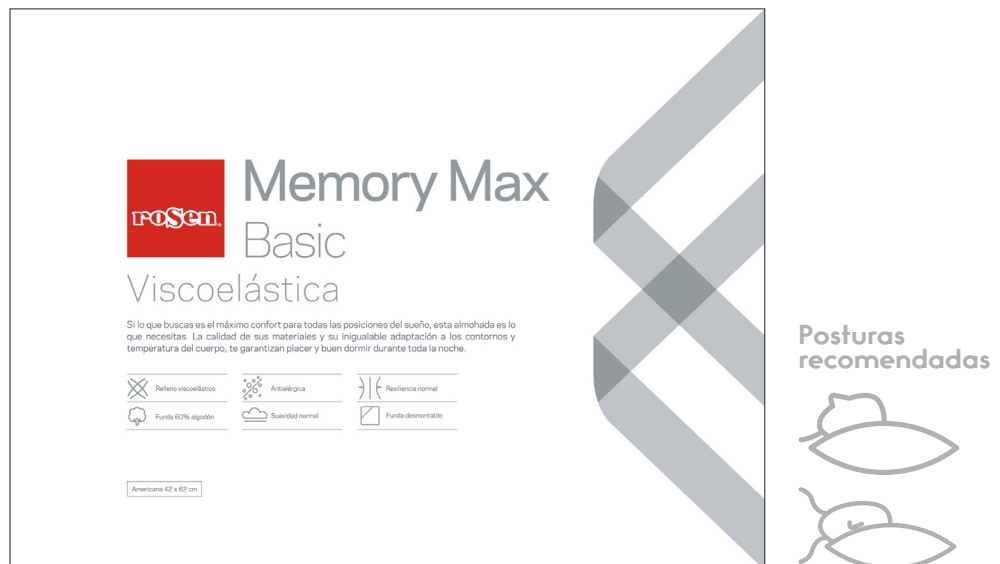 roSen.
Memory Max
Basic
Viscoelástica
Si lo que buscas es el máximo confort para todas las posiciones del sueño, esta almohada es lo
que necesitas. La calidad de sus materiales y su inigualable adaptación a los contornos y
temperatura del cuerpo, te garantizan placer y buen dormir durante toda la noche.
Relleno viscoelástico
Antialérgica
Resiliencia normal
Funda 60% algodón
Suavidad normal
Funda desmontable
Americana 42 x 62 cm
Posturas
recomendadas